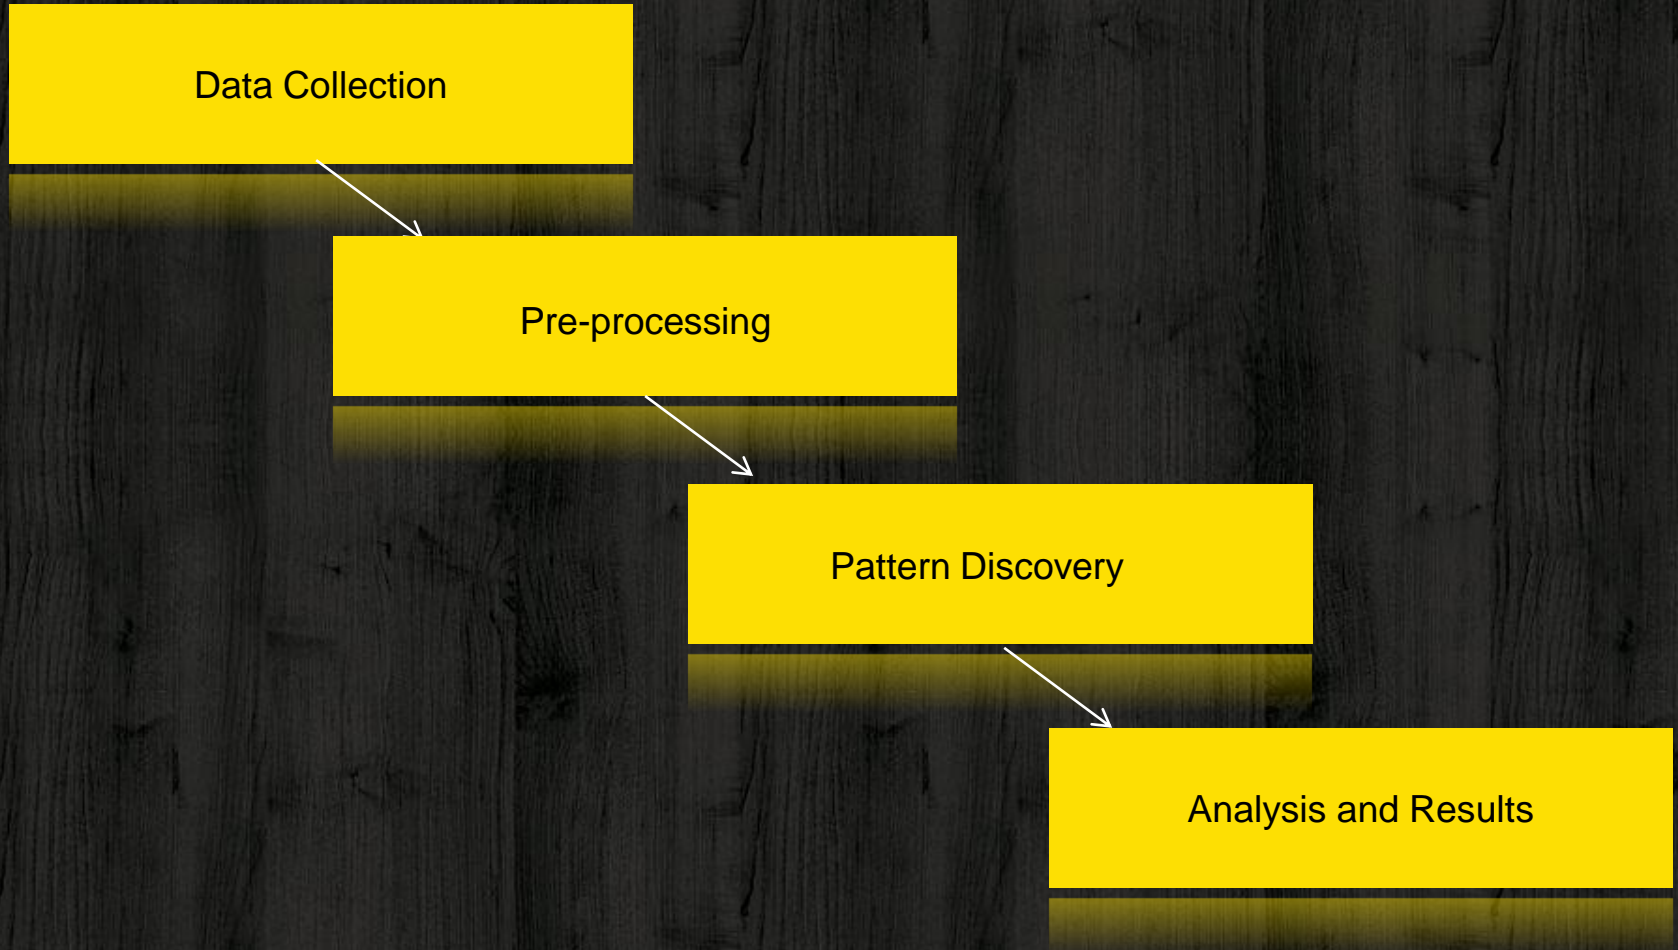 Data Collection
Pre-processing
Pattern Discovery
Analysis and Results